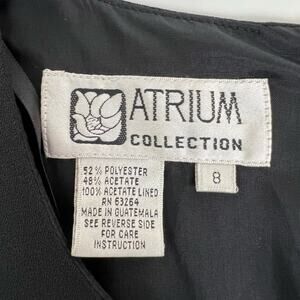 ATRIUM
COLLECTION
52% POLYESTER
48% ACETATE
100% ACETATE LINED
RN 63264
MADE IN GUATEMALA
SEE REVERSE SIDE
FOR CARE
INSTRUCTION
8